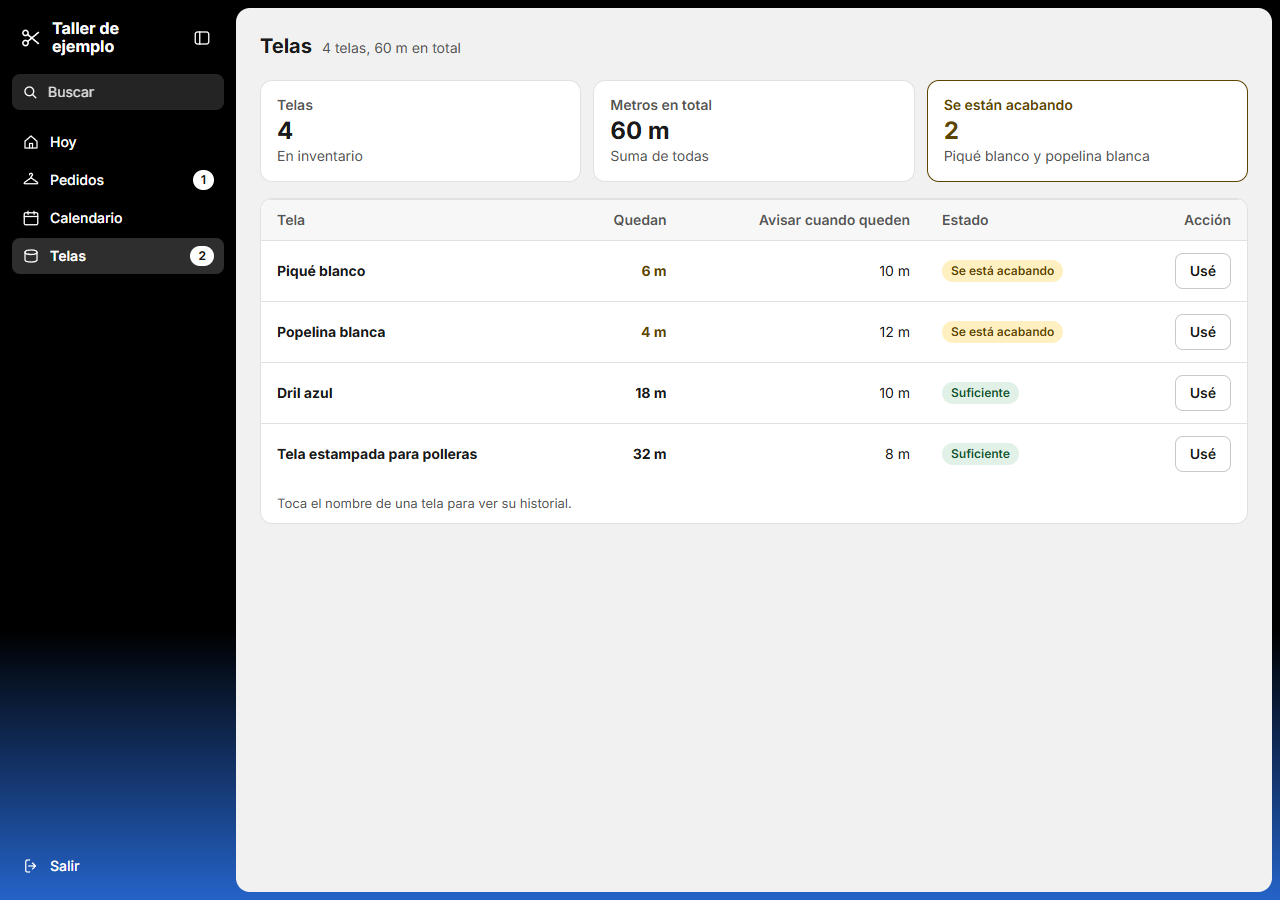 Taller de
ejemplo
Buscar
Hoy
Pedidos 1
Calendario
Telas 2
Salir
Telas 4 telas, 60 m en total
Telas
4
En inventario
Metros en total
60 m
Suma de todas
Se están acabando
2
Piqué blanco y popelina blanca
Tela Quedan Avisar cuando queden Estado Acción
Piqué blanco 6 m 10 m Se está acabando Usé
Popelina blanca 4 m 12 m Se está acabando Usé
Dril azul 18 m 10 m Suficiente Usé
Tela estampada para polleras 32 m 8 m Suficiente Usé
Toca el nombre de una tela para ver su historial.